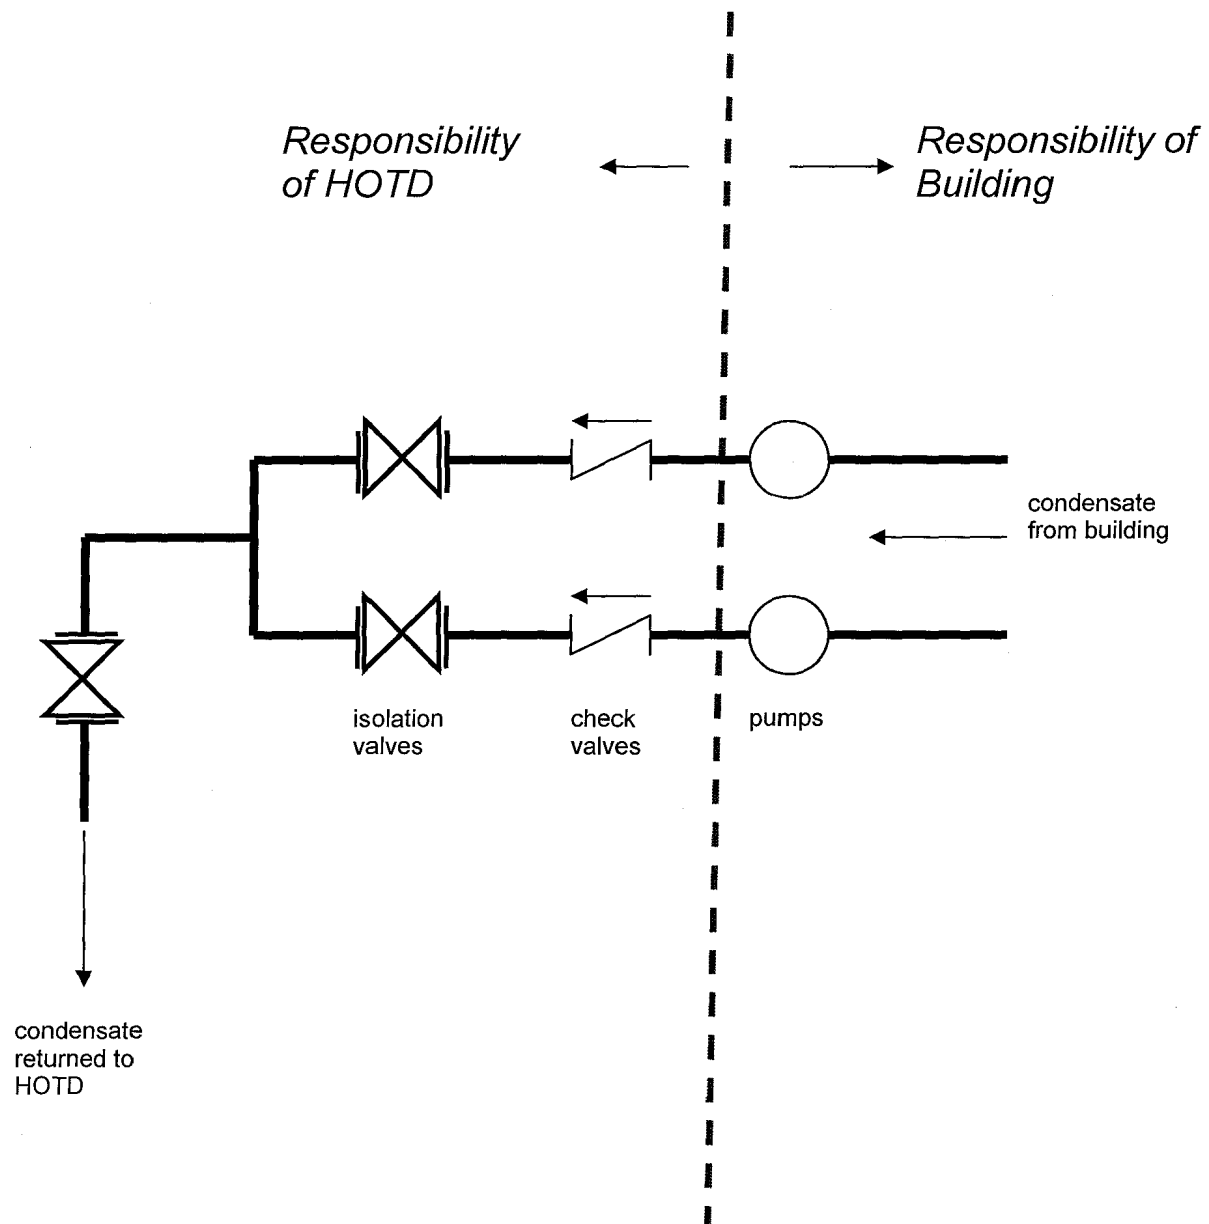 Responsibility
of HOTD
Responsibility of
Building
condensate
from building
isolation
valves
check
valves
pumps
condensate
returned to
HOTD